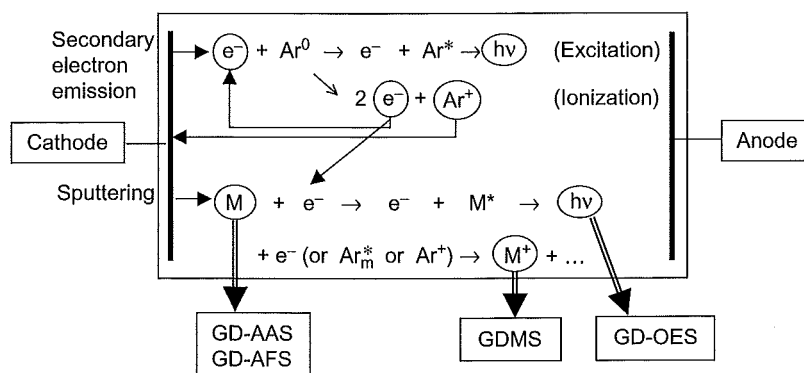 Secondary electron emission
e⁻ + Ar⁰ → e⁻ + Ar* → hν (Excitation)
2 e⁻ + Ar⁺ (Ionization)
Cathode
Anode
Sputtering
M + e⁻ → e⁻ + M* → hν
+ e⁻ (or Ar*ₘ or Ar⁺) → M⁺ + ...
GD-AAS
GD-AFS
GDMS
GD-OES